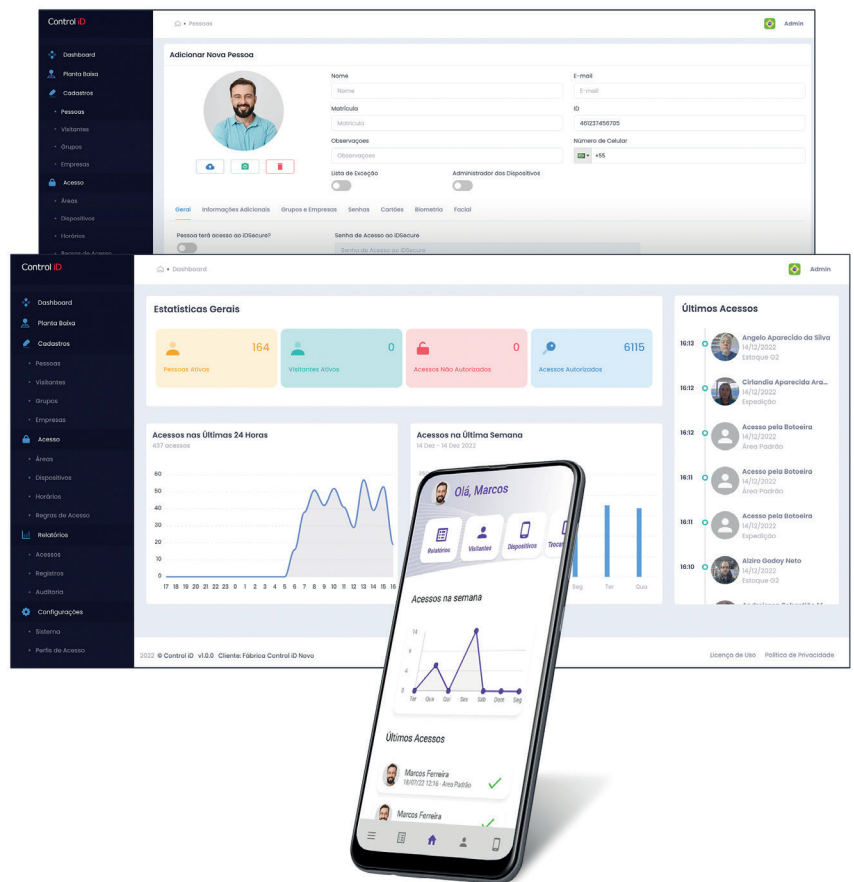 Control iD
Pessoas
Admin
Dashboard
Planta Baixa
Cadastros
Pessoas
Visitantes
Grupos
Empresas
Acesso
Áreas
Dispositivos
Horários
Regras de Acesso
Adicionar Nova Pessoa
Nome
Nome
E-mail
E-mail
Matrícula
Matrícula
ID
461237456705
Observaçoes
Observaçoes
Número de Celular
+55
Lista de Exceção
Administrador dos Dispositivos
Geral Informações Adicionais Grupos e Empresas Senhas Cartões Biometria Facial
Pessoa terá acesso ao iDSecure?
Senha de Acesso ao iDSecure
Senha de Acesso ao iDSecure
Control iD
Dashboard
Admin
Dashboard
Planta Baixa
Cadastros
Pessoas
Visitantes
Grupos
Empresas
Acesso
Áreas
Dispositivos
Horários
Regras de Acesso
Relatórios
Acessos
Registros
Auditoria
Configurações
Sistema
Perfis de Acesso
Estatísticas Gerais
164
Pessoas Ativos
0
Visitantes Ativos
0
Acessos Não Autorizados
6115
Acessos Autorizados
Acessos nas Últimas 24 Horas
437 acessos
60
50
40
30
20
10
0
17 18 19 20 21 22 23 0 1 2 3 4 5 6 7 8 9 10 11 12 13 14 15 16
Acessos na Última Semana
14 Dez - 14 Dez 2022
Seg Ter Qua
Últimos Acessos
16:13
Angelo Aparecido da Silva
14/12/2022
Estoque G2
16:12
Cirlandia Aparecida Ara...
14/12/2022
Expedição
16:12
Acesso pela Botoeira
14/12/2022
Área Padrão
16:11
Acesso pela Botoeira
14/12/2022
Área Padrão
16:11
Acesso pela Botoeira
14/12/2022
Expedição
16:10
Alziro Godoy Neto
14/12/2022
Estoque G2
2022 © Control iD v1.0.0 Cliente: Fábrica Control iD Nova
Licença de Uso Política de Privacidade
Olá, Marcos
Relatórios
Visitantes
Dispositivos
Acessos na semana
14
9
4
0
Ter Qua Qui Sex Sab Dom Seg
Últimos Acessos
Marcos Ferreira
18/07/22 12:16 - Area Padrão
Marcos Ferreira